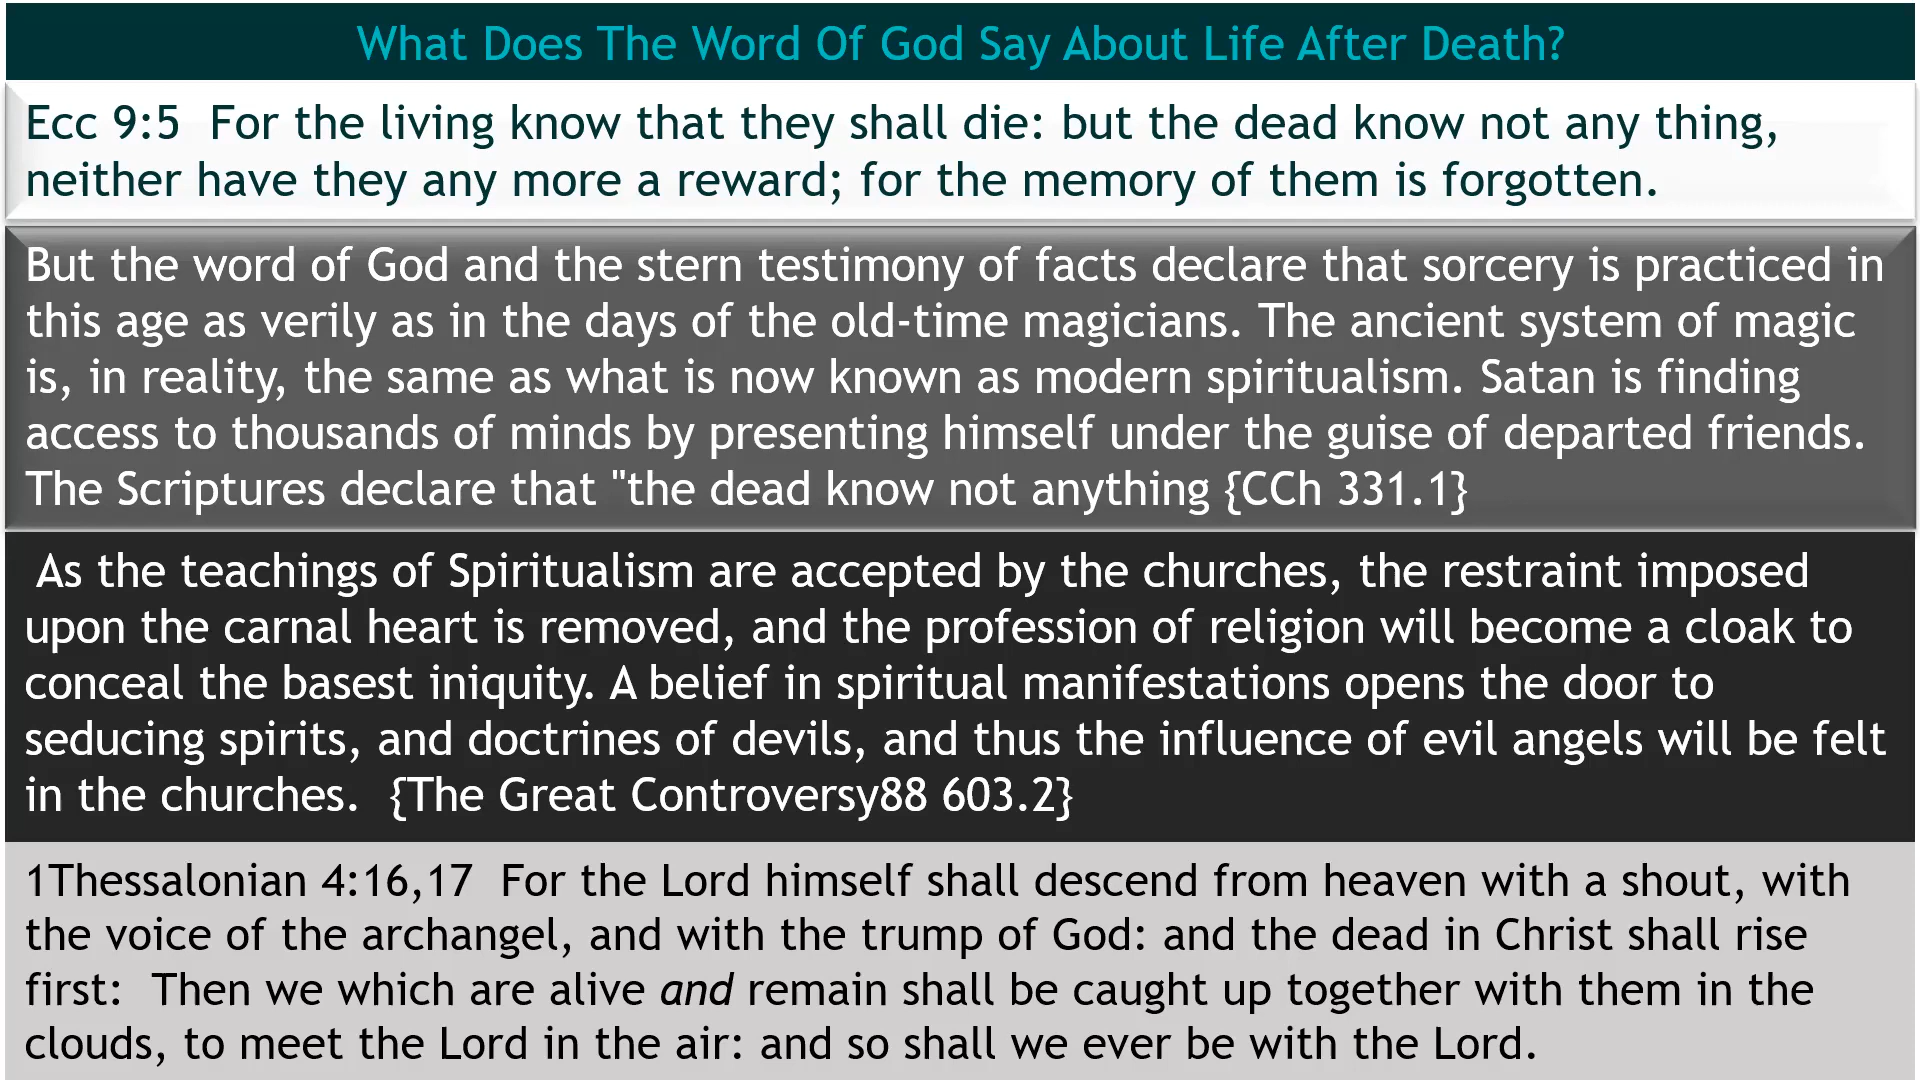 What Does The Word Of God Say About Life After Death?
Ecc 9:5  For the living know that they shall die: but the dead know not any thing,
neither have they any more a reward; for the memory of them is forgotten.
But the word of God and the stern testimony of facts declare that sorcery is practiced in
this age as verily as in the days of the old-time magicians. The ancient system of magic
is, in reality, the same as what is now known as modern spiritualism. Satan is finding
access to thousands of minds by presenting himself under the guise of departed friends.
The Scriptures declare that "the dead know not anything {CCh 331.1}
As the teachings of Spiritualism are accepted by the churches, the restraint imposed
upon the carnal heart is removed, and the profession of religion will become a cloak to
conceal the basest iniquity. A belief in spiritual manifestations opens the door to
seducing spirits, and doctrines of devils, and thus the influence of evil angels will be felt
in the churches.  {The Great Controversy88 603.2}
1Thessalonian 4:16,17  For the Lord himself shall descend from heaven with a shout, with
the voice of the archangel, and with the trump of God: and the dead in Christ shall rise
first:  Then we which are alive and remain shall be caught up together with them in the
clouds, to meet the Lord in the air: and so shall we ever be with the Lord.